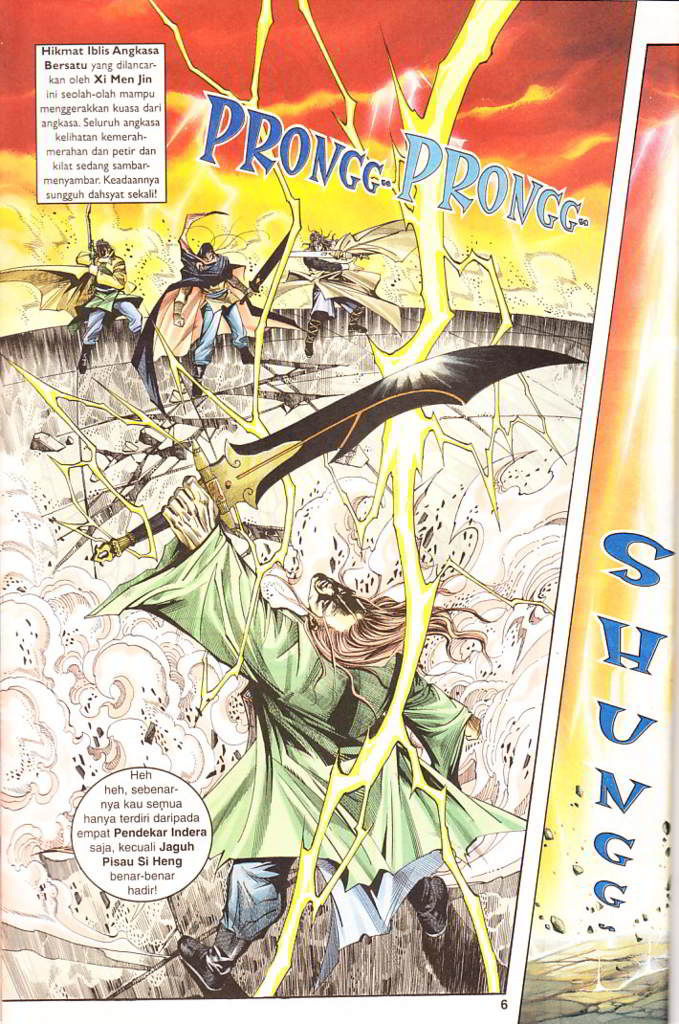 Hikmat Iblis Angkasa
Bersatu yang dilancar-
kan oleh Xi Men Jin
ini seolah-olah mampu
menggerakkan kuasa dari
angkasa. Seluruh angkasa
kelihatan kemerah-
merahan dan petir dan
kilat sedang sambar-
menyambar. Keadaannya
sungguh dahsyat sekali!
PRONGG..
PRONGG..
SHUNGG..
Heh
heh, sebenar-
nya kau semua
hanya terdiri daripada
empat Pendekar Indera
saja, kecuali Jaguh
Pisau Si Heng
benar-benar
hadir!
6